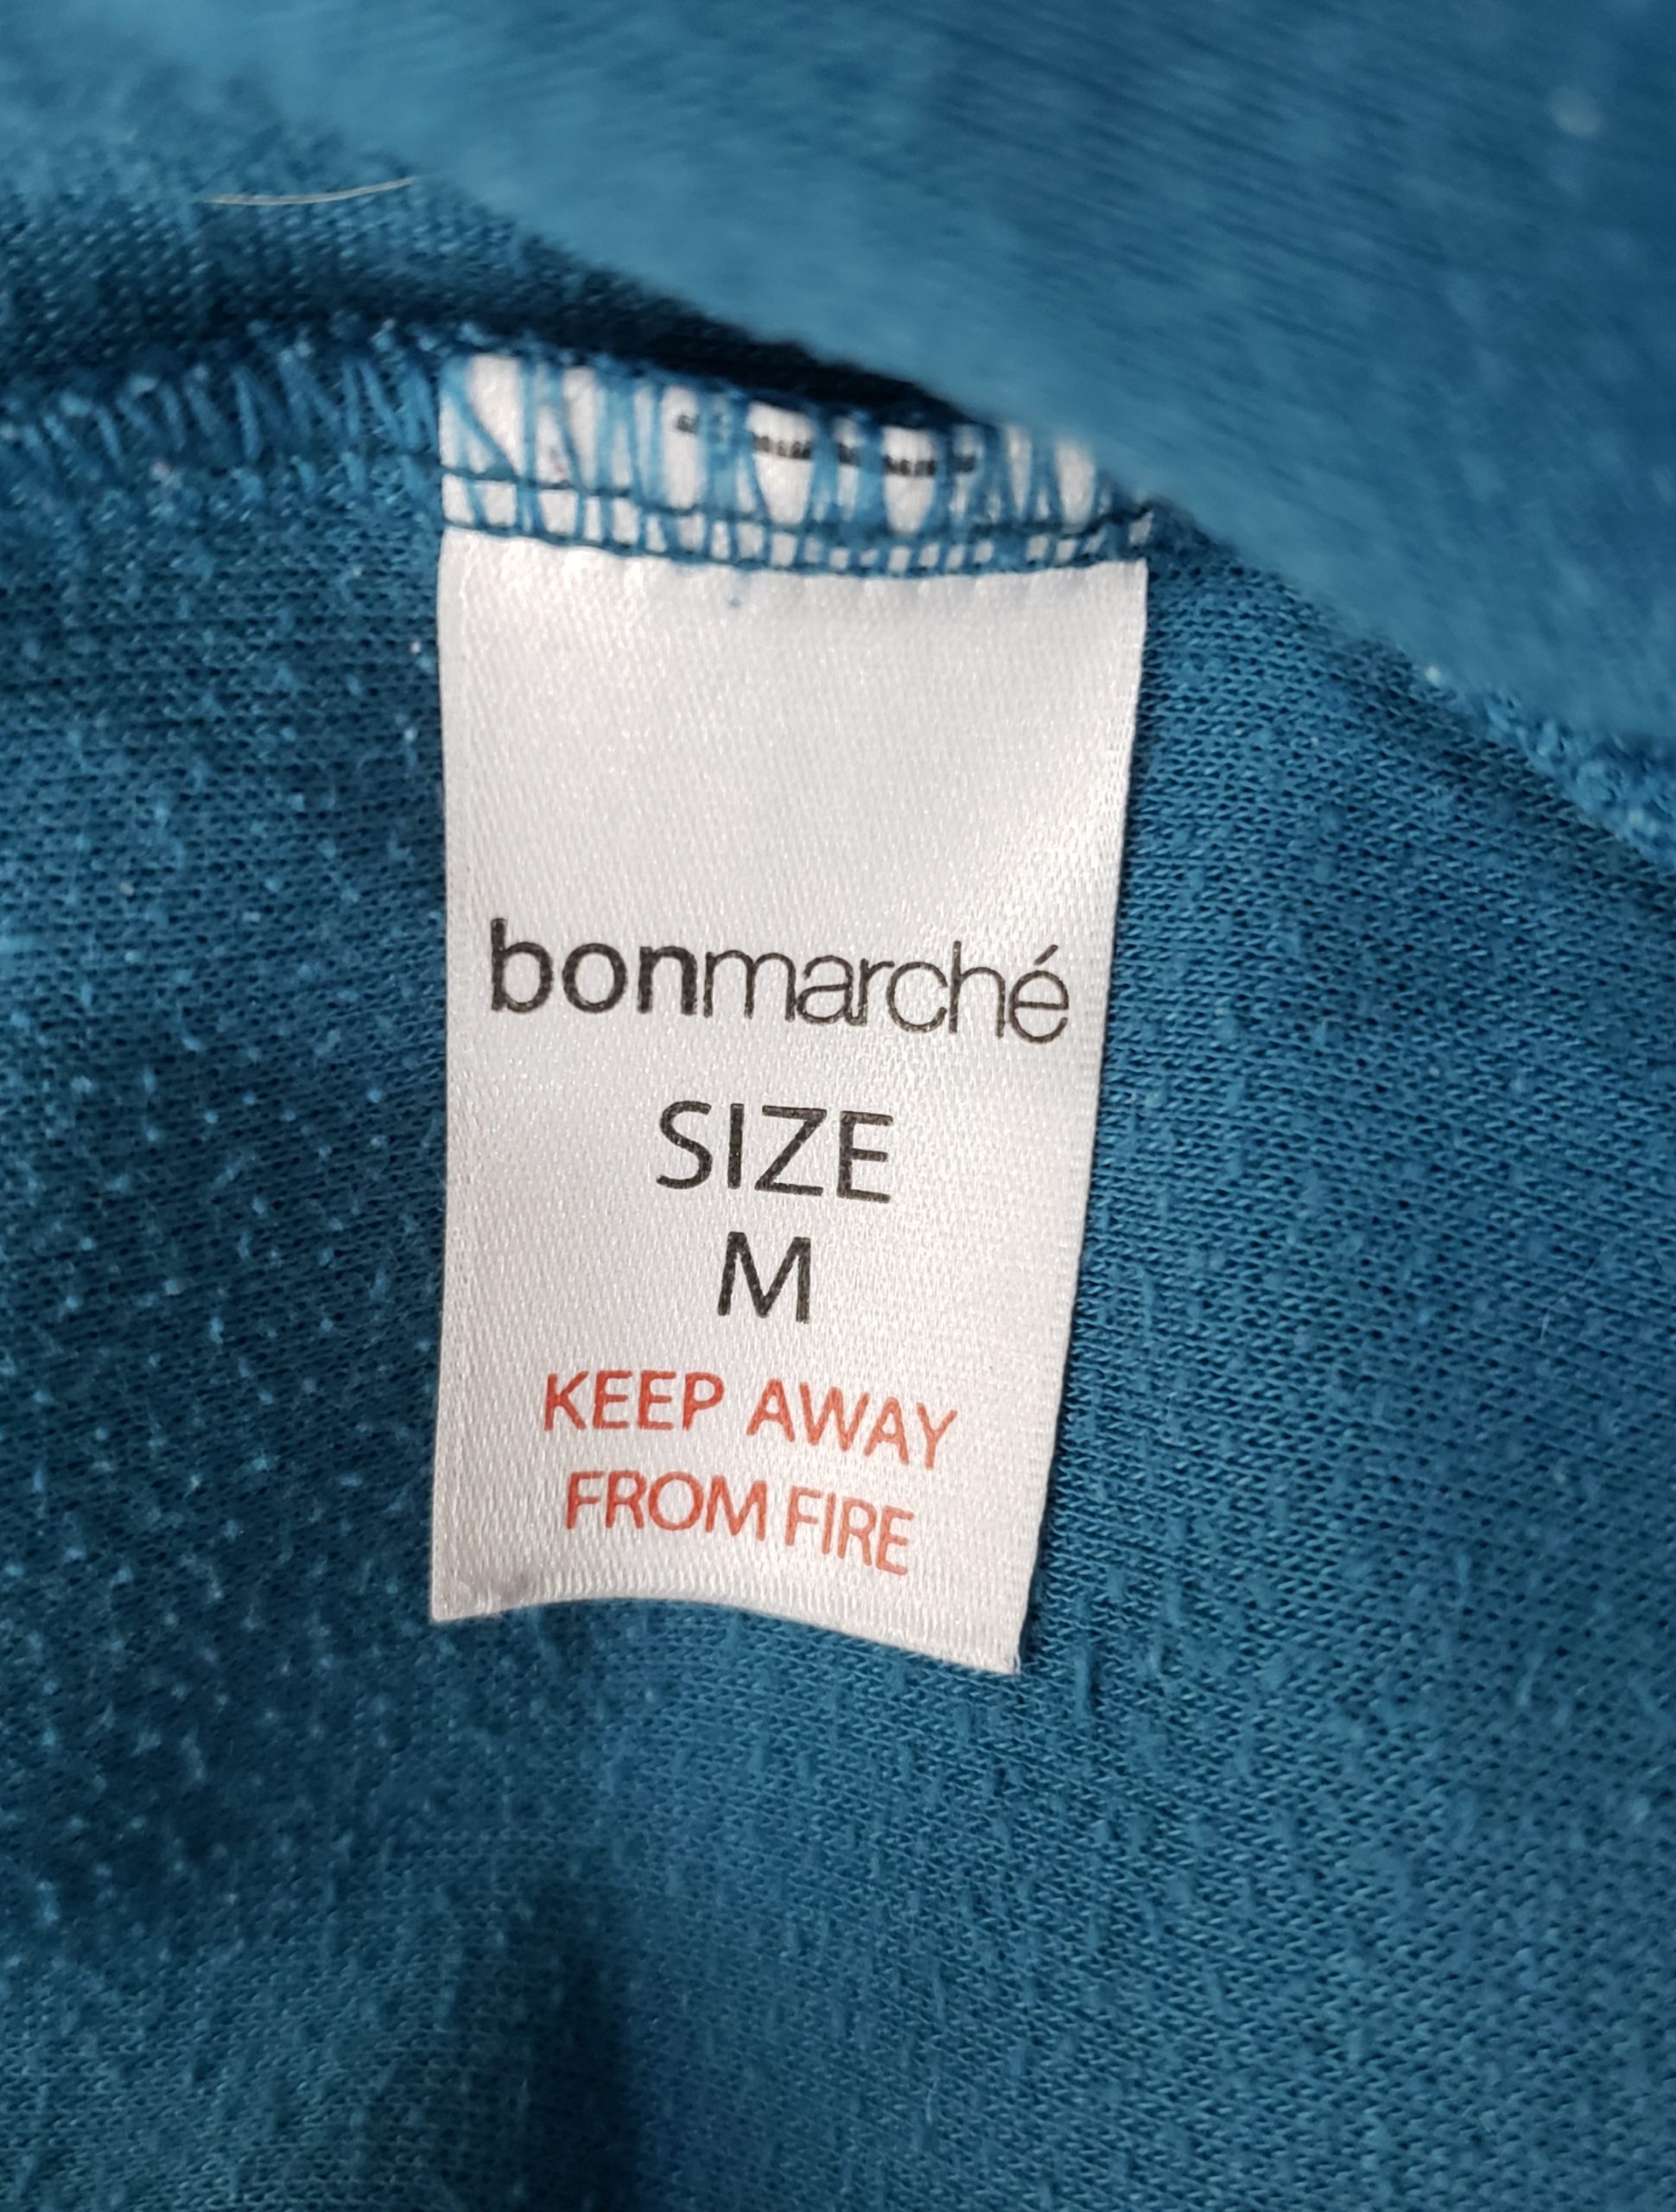 bonmarché
SIZE
M
KEEP AWAY
FROM FIRE